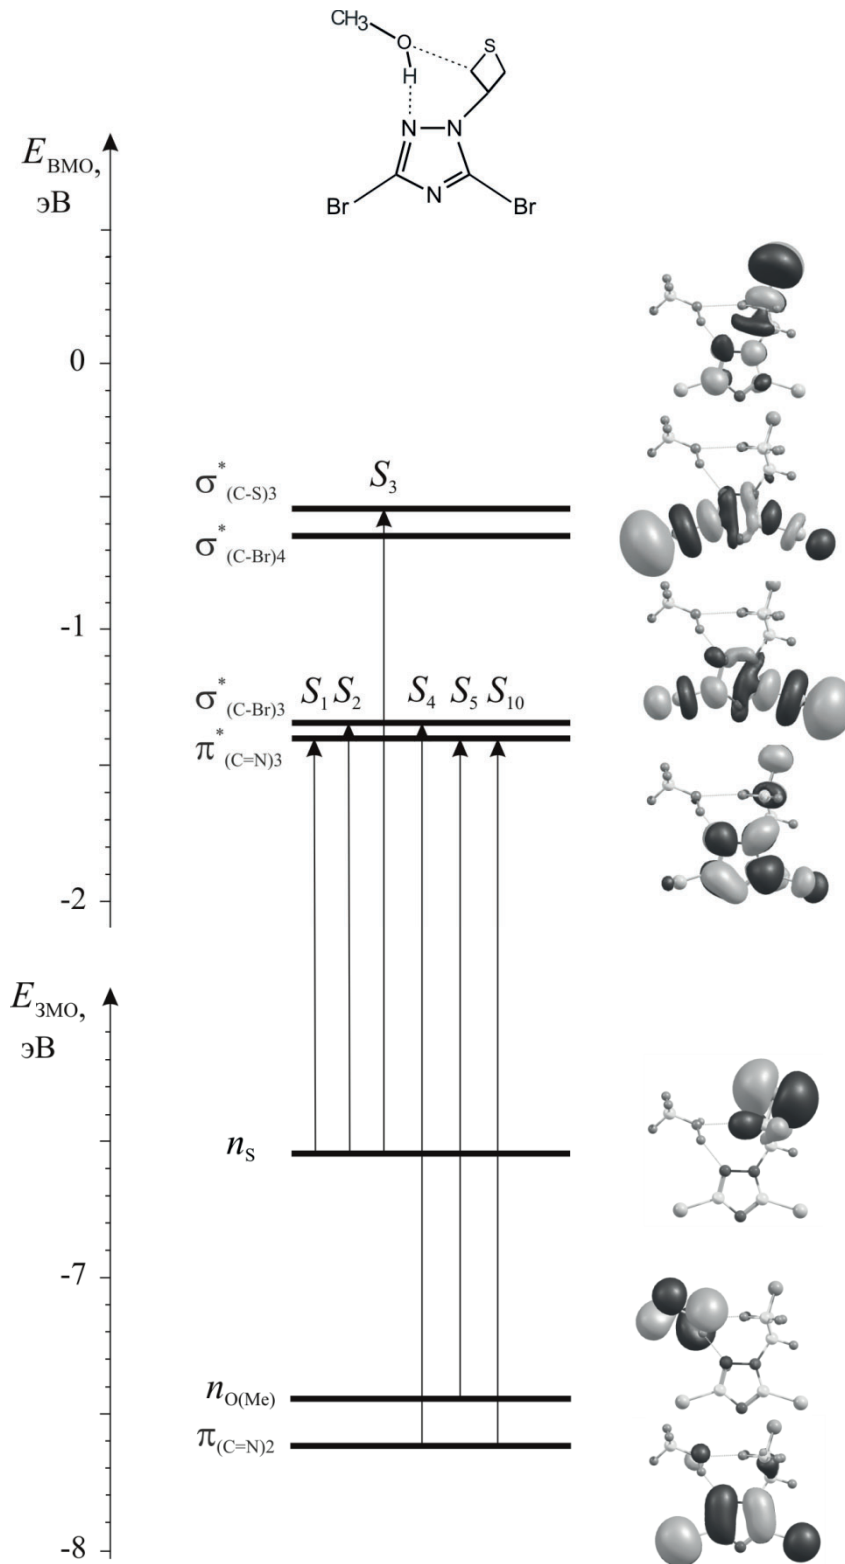 CH3
O
S
H
N
N
N
Br
Br
EВМО,
эВ
0
σ*(C-S)3
S3
σ*(C-Br)4
-1
σ*(C-Br)3
S1 S2 S4 S5 S10
π*(C=N)3
-2
EЗМО,
эВ
nS
-7
nO(Me)
π(C=N)2
-8